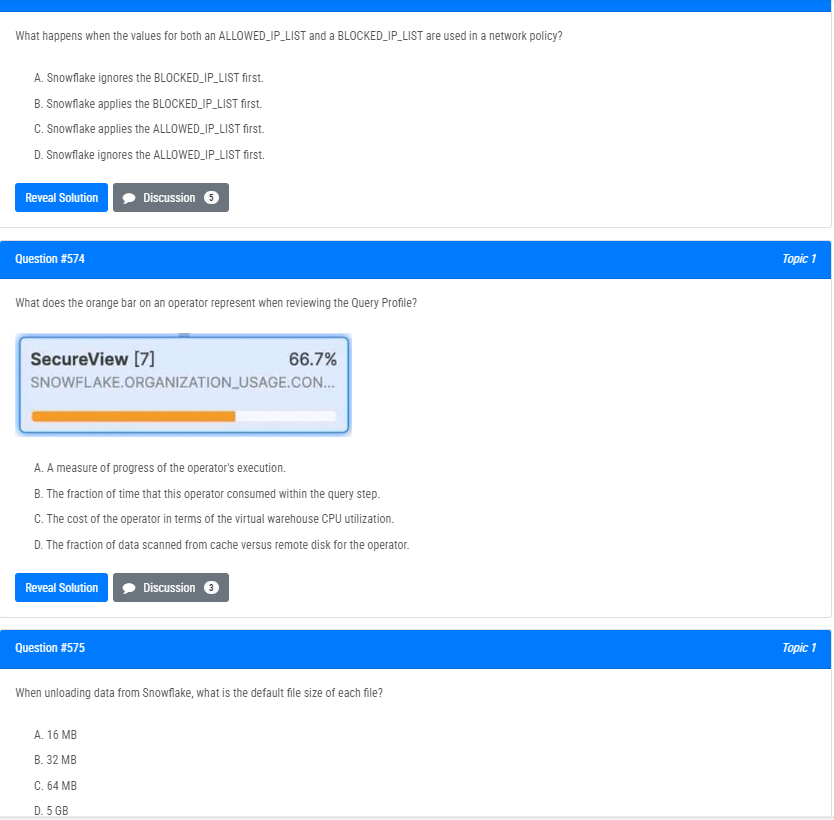 What happens when the values for both an ALLOWED_IP_LIST and a BLOCKED_IP_LIST are used in a network policy?
A. Snowflake ignores the BLOCKED_IP_LIST first.
B. Snowflake applies the BLOCKED_IP_LIST first.
C. Snowflake applies the ALLOWED_IP_LIST first.
D. Snowflake ignores the ALLOWED_IP_LIST first.
Reveal Solution Discussion 5
Question #574 Topic 1
What does the orange bar on an operator represent when reviewing the Query Profile?
SecureView [7] 66.7%
SNOWFLAKE.ORGANIZATION_USAGE.CON...
A. A measure of progress of the operator's execution.
B. The fraction of time that this operator consumed within the query step.
C. The cost of the operator in terms of the virtual warehouse CPU utilization.
D. The fraction of data scanned from cache versus remote disk for the operator.
Reveal Solution Discussion 3
Question #575 Topic 1
When unloading data from Snowflake, what is the default file size of each file?
A. 16 MB
B. 32 MB
C. 64 MB
D. 5 GB